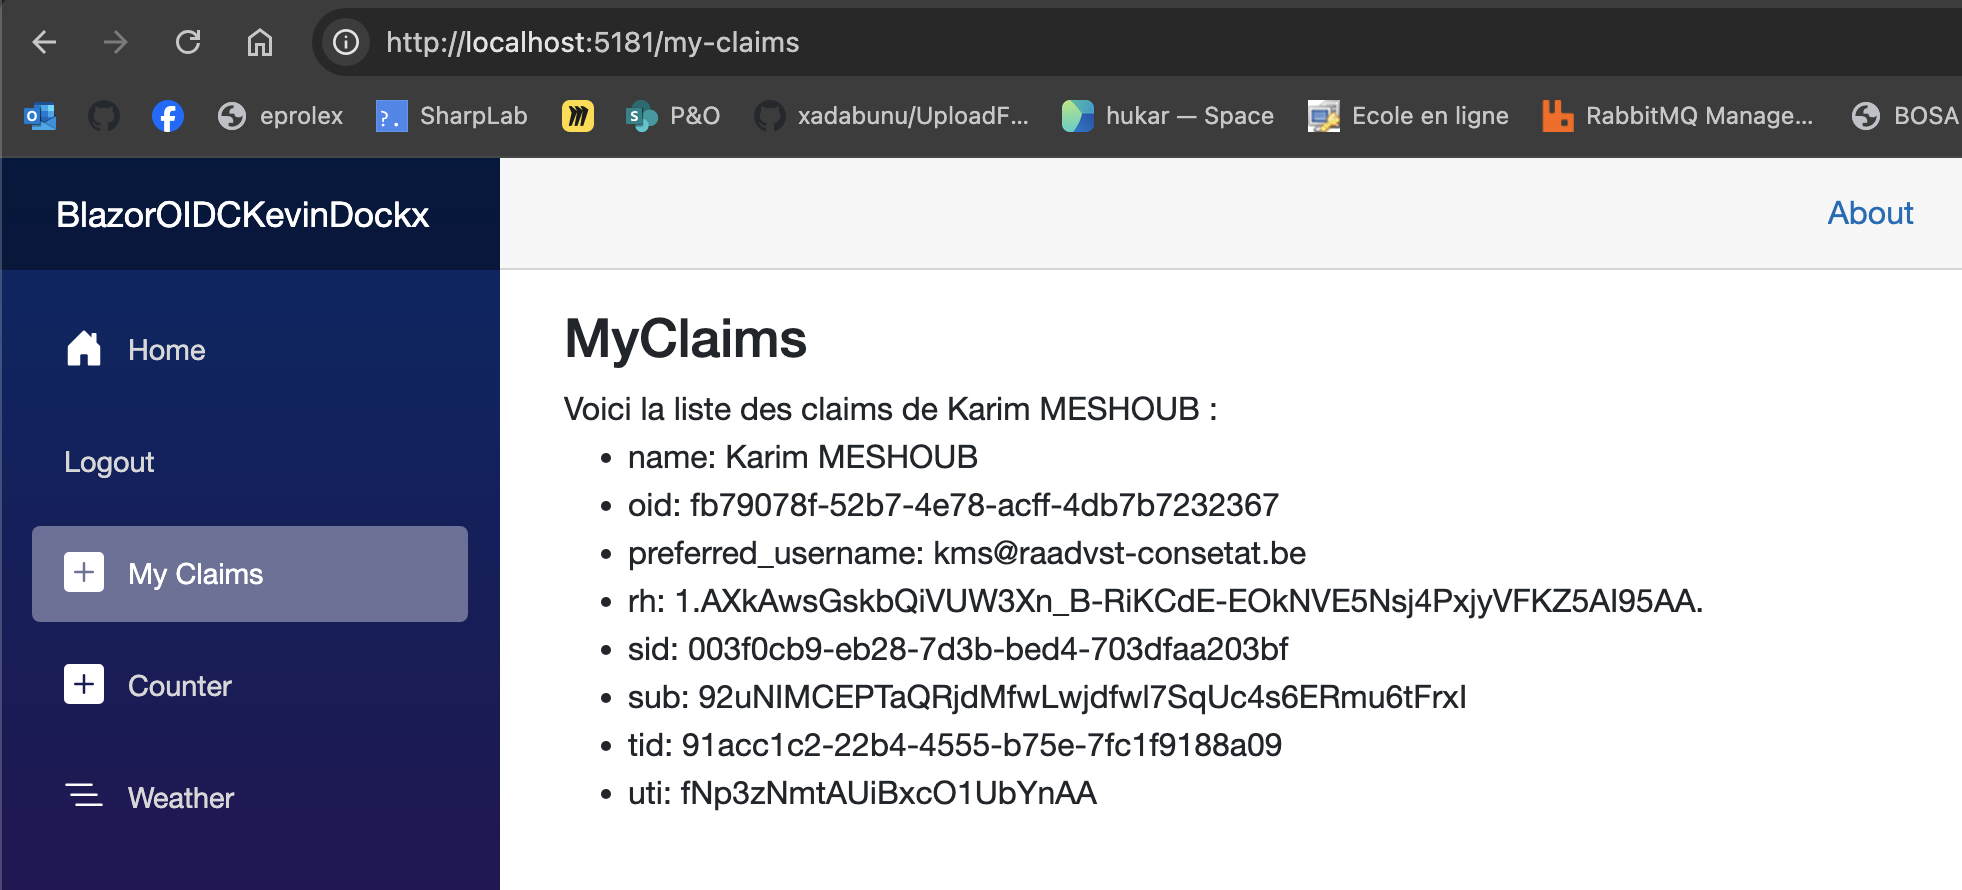 http://localhost:5181/my-claims
eprolex SharpLab P&O xadabunu/UploadF... hukar — Space Ecole en ligne RabbitMQ Manage... BOSA
BlazorOIDCKevinDockx
About
Home
Logout
My Claims
Counter
Weather
MyClaims
Voici la liste des claims de Karim MESHOUB :
name: Karim MESHOUB
oid: fb79078f-52b7-4e78-acff-4db7b7232367
preferred_username: kms@raadvst-consetat.be
rh: 1.AXkAwsGskbQiVUW3Xn_B-RiKCdE-EOkNVE5Nsj4PxjyVFKZ5AI95AA.
sid: 003f0cb9-eb28-7d3b-bed4-703dfaa203bf
sub: 92uNIMCEPTaQRjdMfwLwjdfwl7SqUc4s6ERmu6tFrxI
tid: 91acc1c2-22b4-4555-b75e-7fc1f9188a09
uti: fNp3zNmtAUiBxcO1UbYnAA